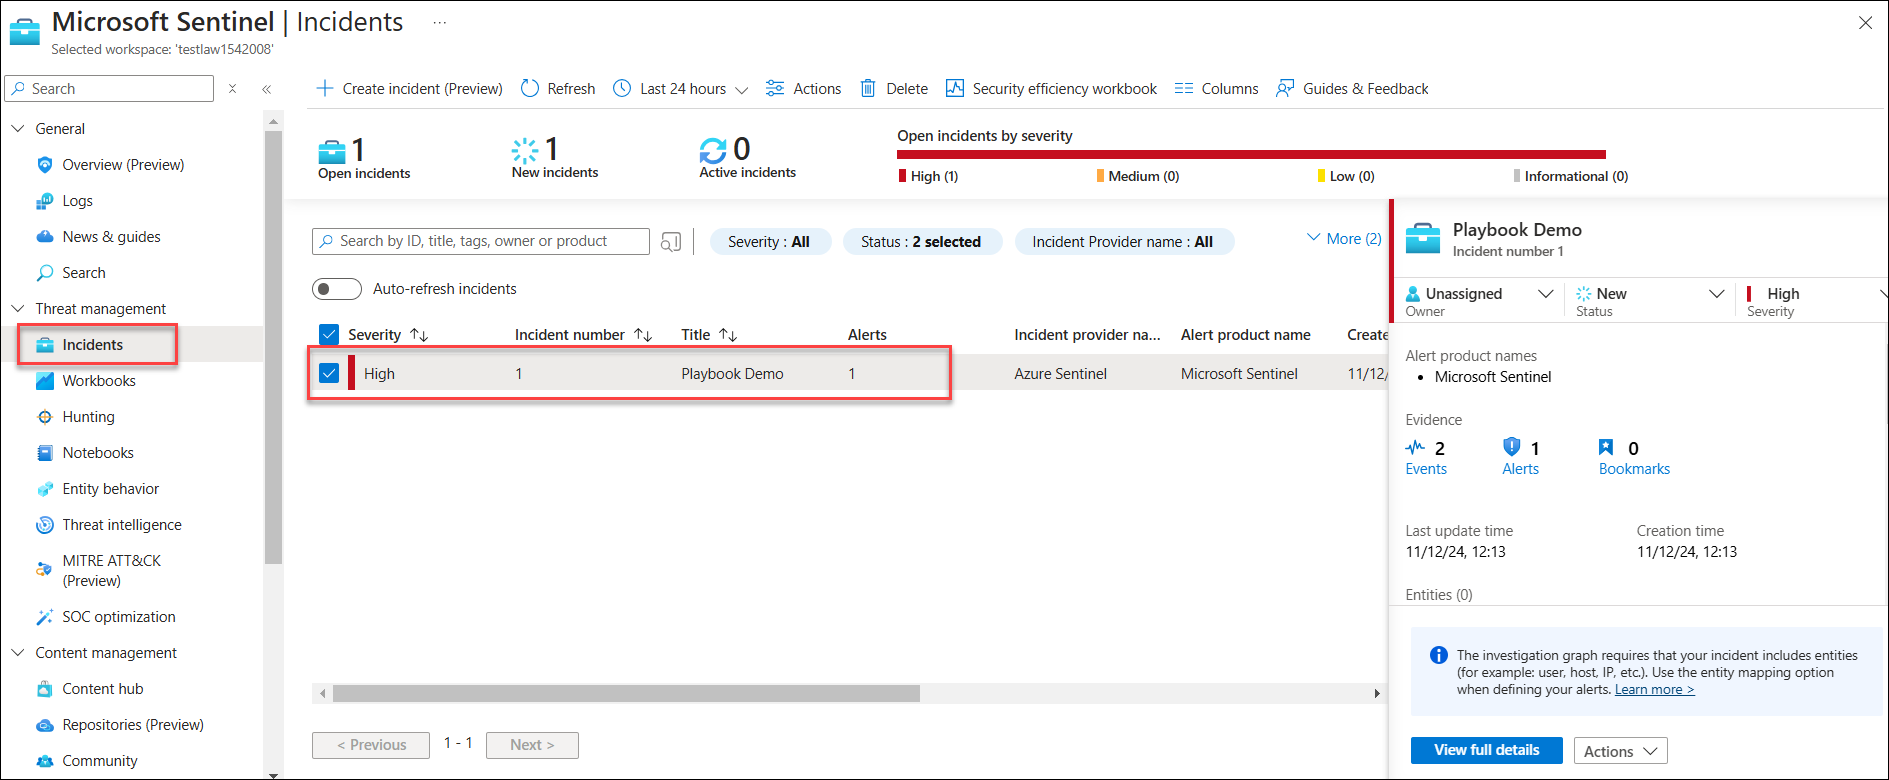 Microsoft Sentinel | Incidents ...
Selected workspace: 'testlaw1542008'
Search
General
Overview (Preview)
Logs
News & guides
Search
Threat management
Incidents
Workbooks
Hunting
Notebooks
Entity behavior
Threat intelligence
MITRE ATT&CK
(Preview)
SOC optimization
Content management
Content hub
Repositories (Preview)
Community
Create incident (Preview) Refresh Last 24 hours Actions Delete Security efficiency workbook Columns Guides & Feedback
1 Open incidents
1 New incidents
0 Active incidents
Open incidents by severity
High (1) Medium (0) Low (0) Informational (0)
Search by ID, title, tags, owner or product Severity : All Status : 2 selected Incident Provider name : All More (2)
Auto-refresh incidents
Severity Incident number Title Alerts Incident provider na... Alert product name Create
High 1 Playbook Demo 1 Azure Sentinel Microsoft Sentinel 11/12/
< Previous 1 - 1 Next >
Playbook Demo
Incident number 1
Unassigned New High
Owner Status Severity
Alert product names
• Microsoft Sentinel
Evidence
2 1 0
Events Alerts Bookmarks
Last update time Creation time
11/12/24, 12:13 11/12/24, 12:13
Entities (0)
The investigation graph requires that your incident includes entities
(for example: user, host, IP, etc.). Use the entity mapping option
when defining your alerts. Learn more >
View full details Actions